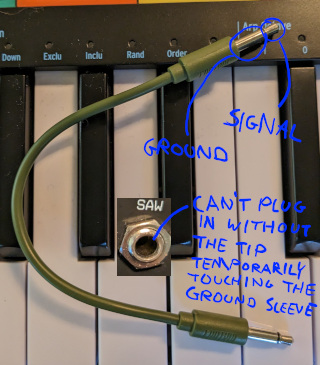 Down Exclu Inclu Rand Order
0
SIGNAL
GROUND
SAW
CAN'T PLUG
IN WITHOUT
THE TIP
TEMPORARILY
TOUCHING THE
GROUND SLEEVE